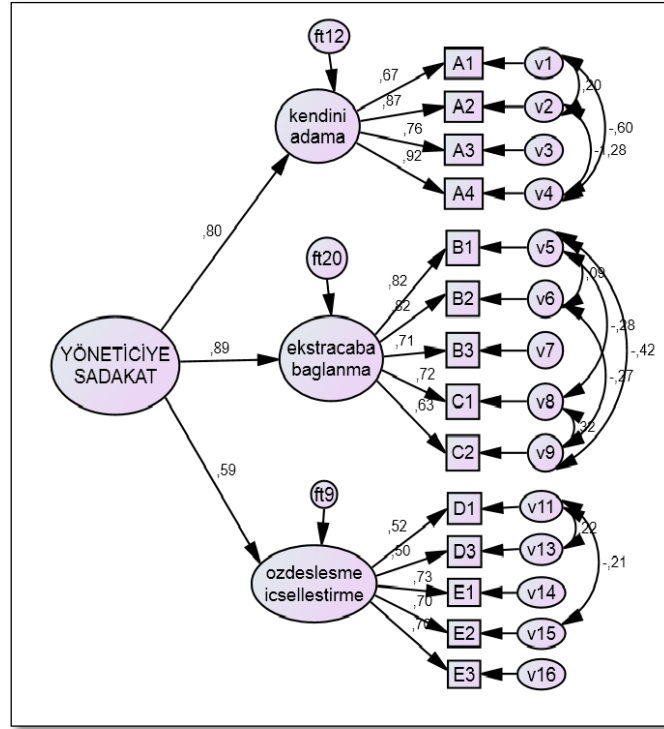 ft12
kendini
adama
,67
,87
,76
,92
A1
A2
A3
A4
v1
v2
v3
v4
,20
-,60
-1,28
,80
ft20
ekstracaba
baglanma
,82
,82
,71
,72
,63
B1
B2
B3
C1
C2
v5
v6
v7
v8
v9
,09
-,28
-,42
-,27
,32
YÖNETİCİYE
SADAKAT
,89
,59
ft9
ozdeslesme
icsellestirme
,52
,50
,73
,70
D1
D3
E1
E2
E3
v11
v13
v14
v15
v16
,22
-,21